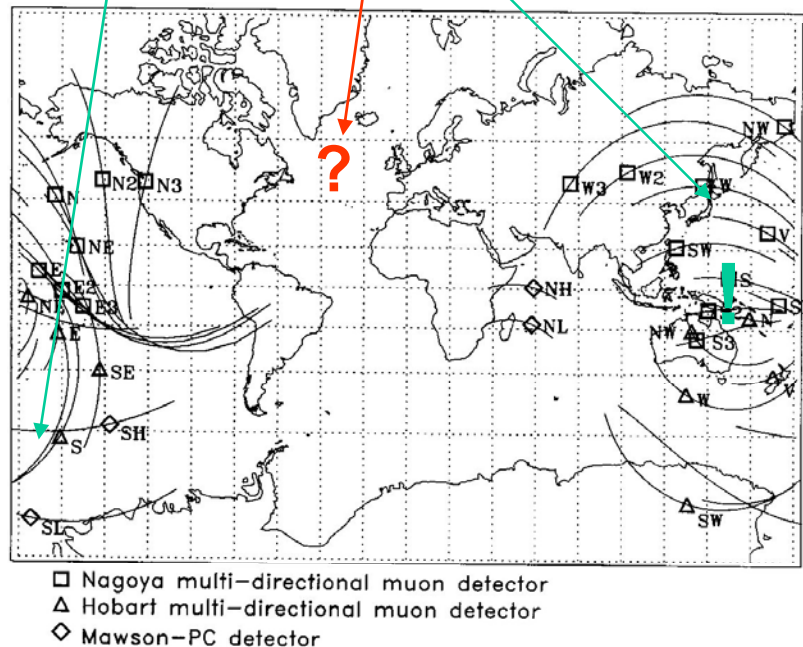 NW
N2
N3
N
W3
W2
W
NE
V
SW
E
E2
E3
NH
S
N
NL
NW
S3
E
SE
W
V
SH
S
SL
SW
?
!
Nagoya multi-directional muon detector
Hobart multi-directional muon detector
Mawson-PC detector